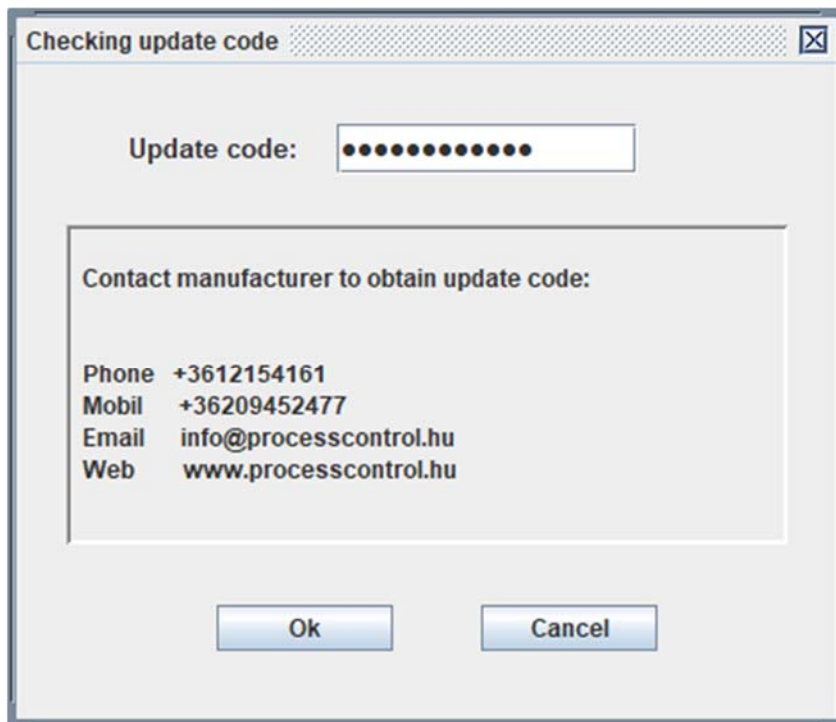 Checking update code
Update code: ●●●●●●●●●●●●
Contact manufacturer to obtain update code:
Phone +3612154161
Mobil +36209452477
Email info@processcontrol.hu
Web www.processcontrol.hu
Ok Cancel